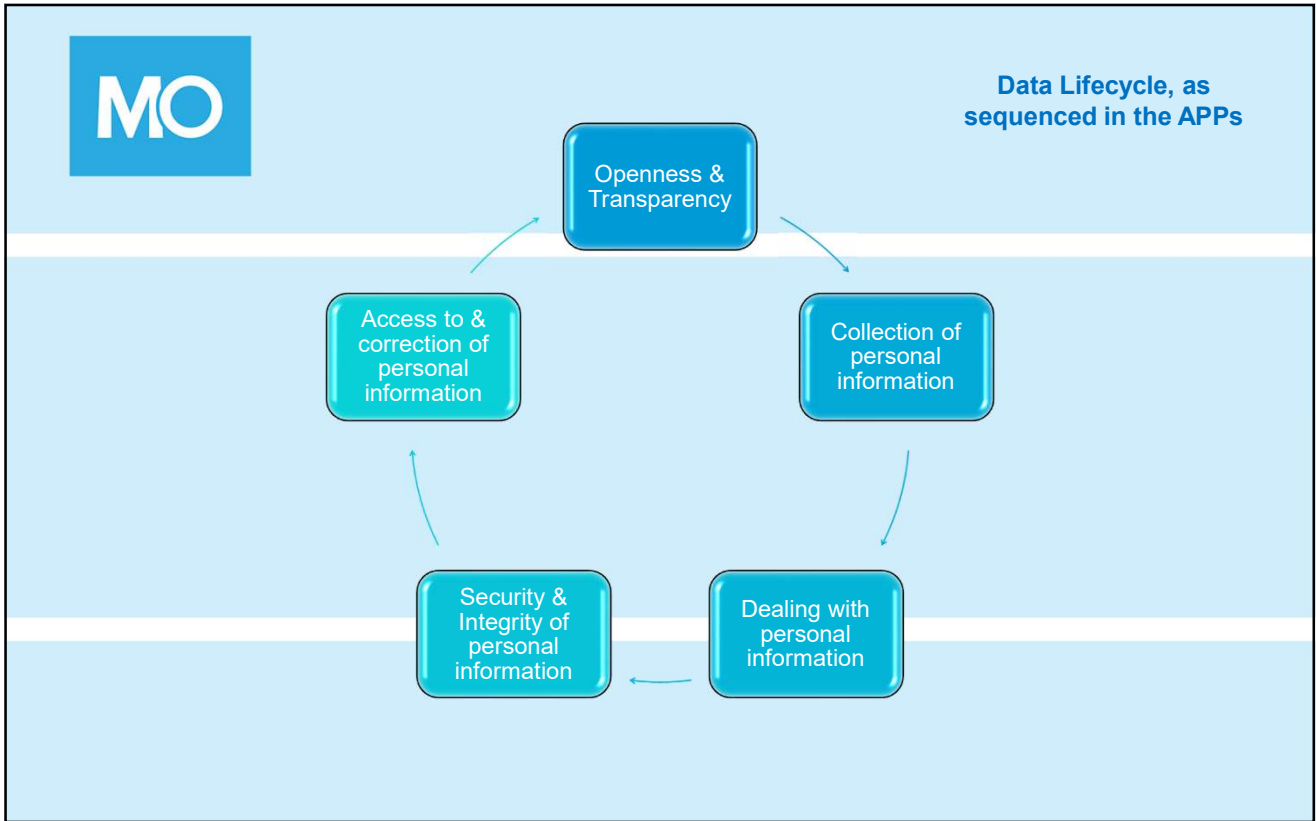 MO
Data Lifecycle, as
sequenced in the APPs
Openness &
Transparency
Collection of
personal
information
Dealing with
personal
information
Security &
Integrity of
personal
information
Access to &
correction of
personal
information